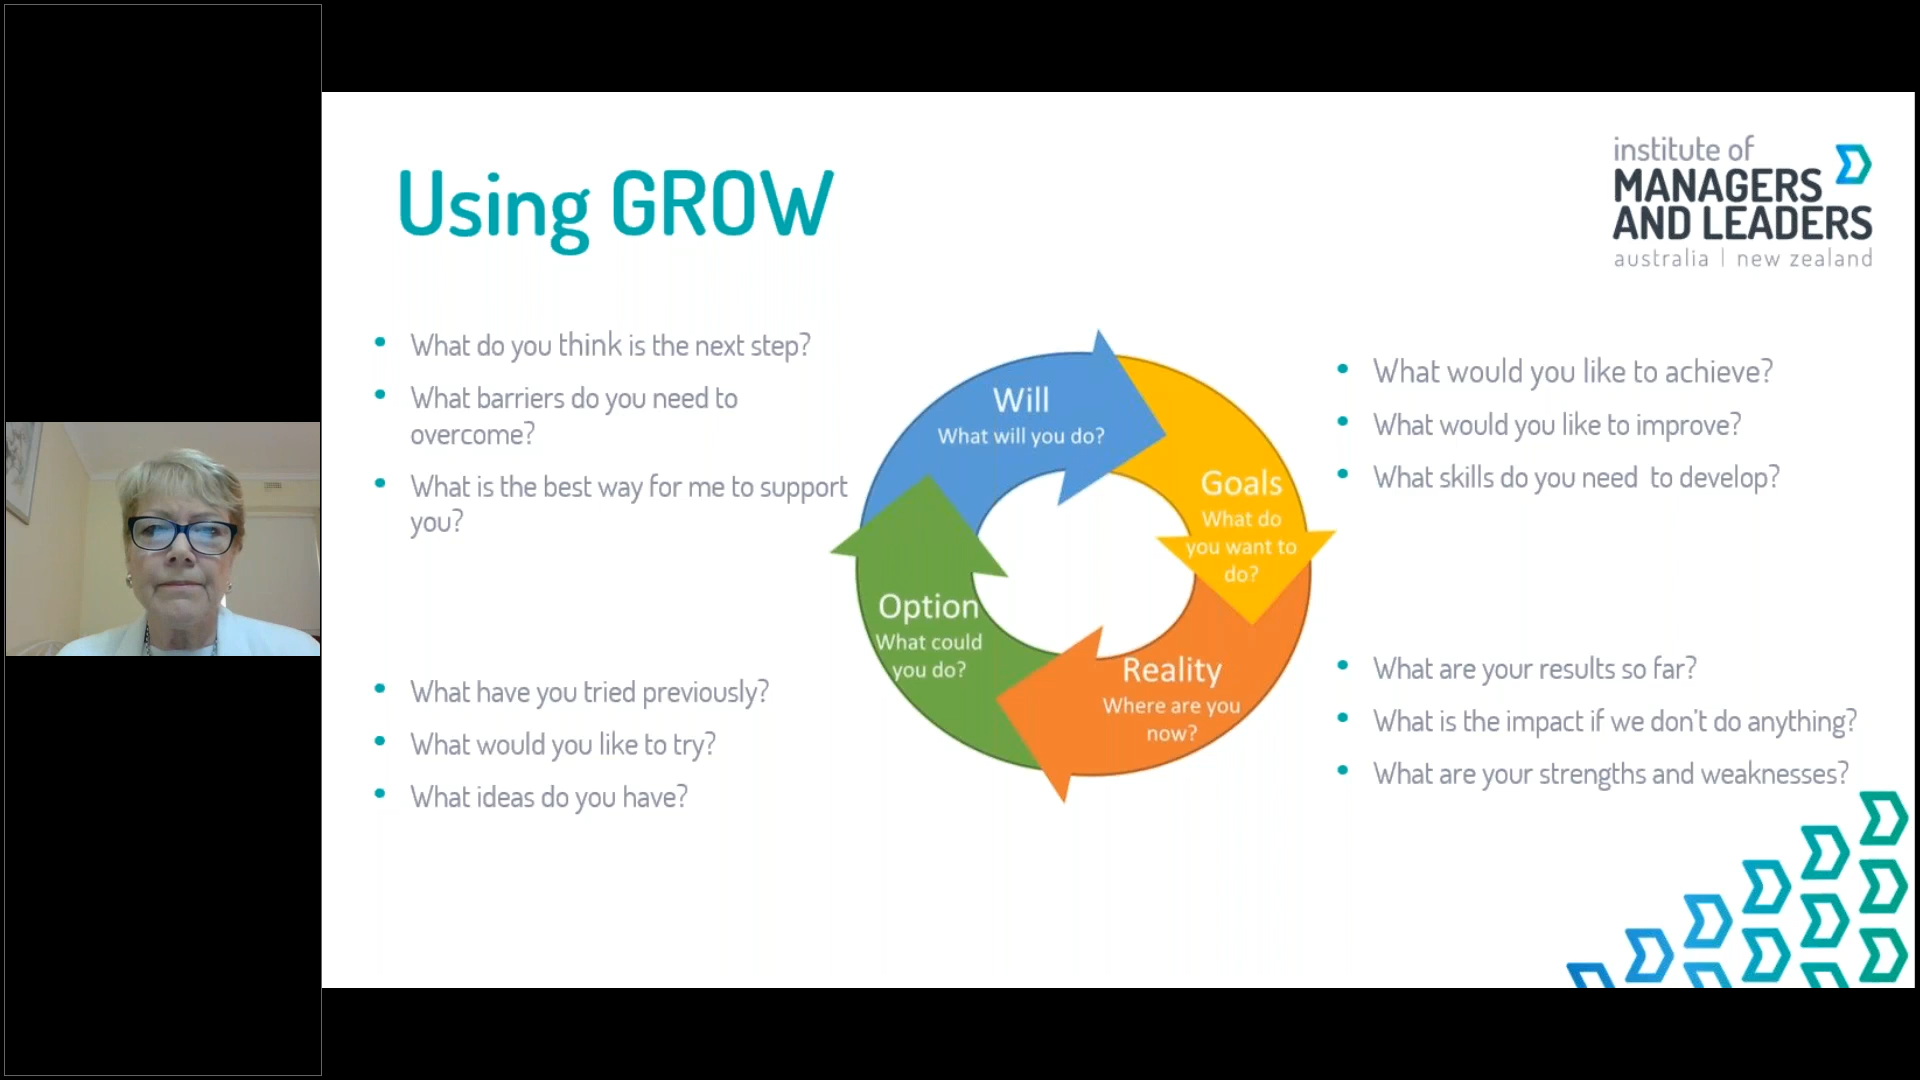 Using GROW
institute of
MANAGERS
AND LEADERS
australia | new zealand
• What do you think is the next step?
• What barriers do you need to
overcome?
• What is the best way for me to support
you?
• What have you tried previously?
• What would you like to try?
• What ideas do you have?
Will
What will you do?
Goals
What do
you want to
do?
Reality
Where are you
now?
Option
What could
you do?
• What would you like to achieve?
• What would you like to improve?
• What skills do you need  to develop?
• What are your results so far?
• What is the impact if we don't do anything?
• What are your strengths and weaknesses?